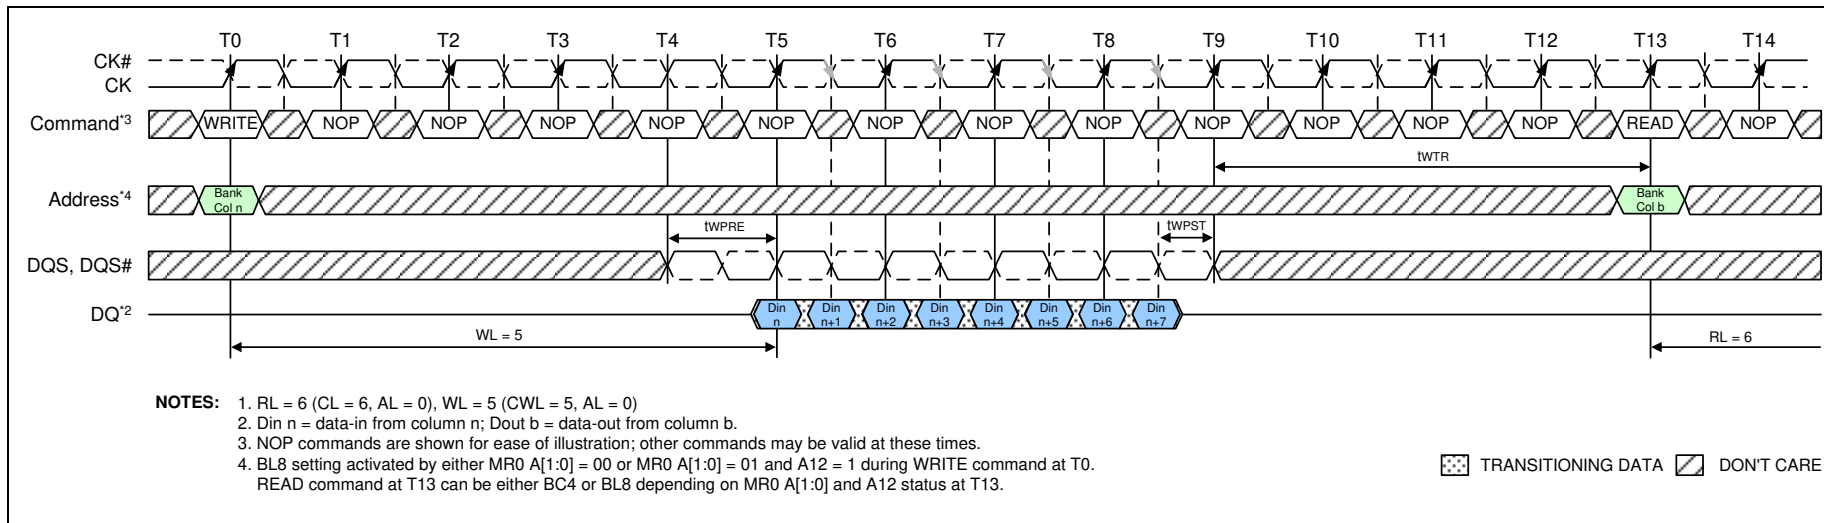 T0 T1 T2 T3 T4 T5 T6 T7 T8 T9 T10 T11 T12 T13 T14
CK#
CK
Command*3 WRITE NOP NOP NOP NOP NOP NOP NOP NOP NOP NOP NOP NOP READ NOP
tWTR
Address*4 Bank Col n Bank Col b
tWPRE tWPST
DQS, DQS#
DQ*2 Din n Din n+1 Din n+2 Din n+3 Din n+4 Din n+5 Din n+6 Din n+7
WL = 5 RL = 6
NOTES: 1. RL = 6 (CL = 6, AL = 0), WL = 5 (CWL = 5, AL = 0)
2. Din n = data-in from column n; Dout b = data-out from column b.
3. NOP commands are shown for ease of illustration; other commands may be valid at these times.
4. BL8 setting activated by either MR0 A[1:0] = 00 or MR0 A[1:0] = 01 and A12 = 1 during WRITE command at T0.
READ command at T13 can be either BC4 or BL8 depending on MR0 A[1:0] and A12 status at T13.
TRANSITIONING DATA DON'T CARE